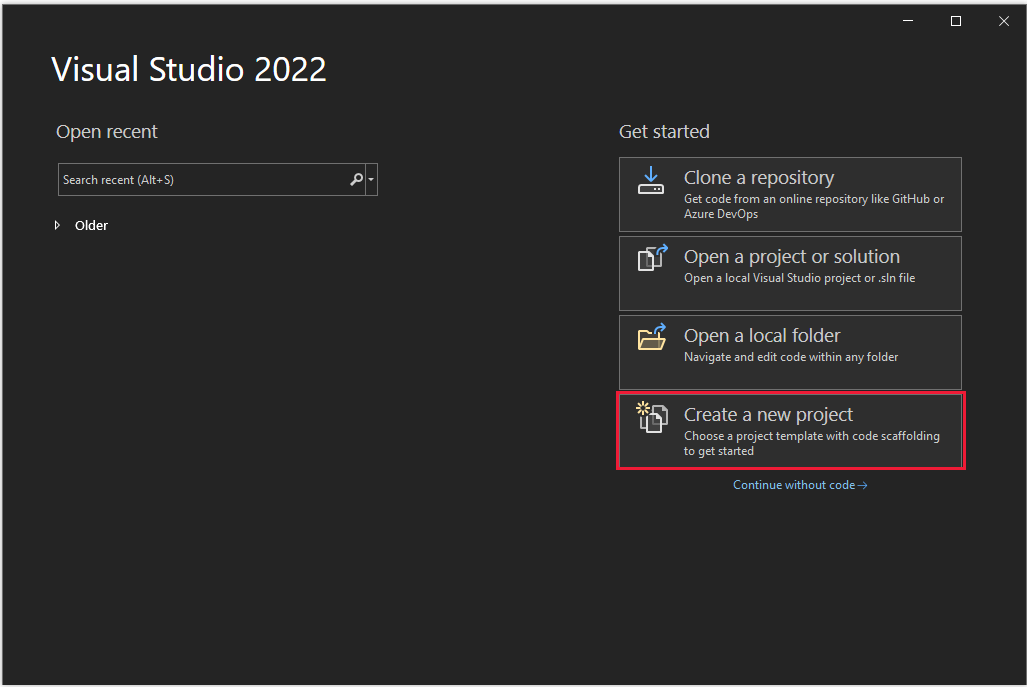 Visual Studio 2022
Open recent
Search recent (Alt+S)
Older
Get started
Clone a repository
Get code from an online repository like GitHub or
Azure DevOps
Open a project or solution
Open a local Visual Studio project or .sln file
Open a local folder
Navigate and edit code within any folder
Create a new project
Choose a project template with code scaffolding
to get started
Continue without code→